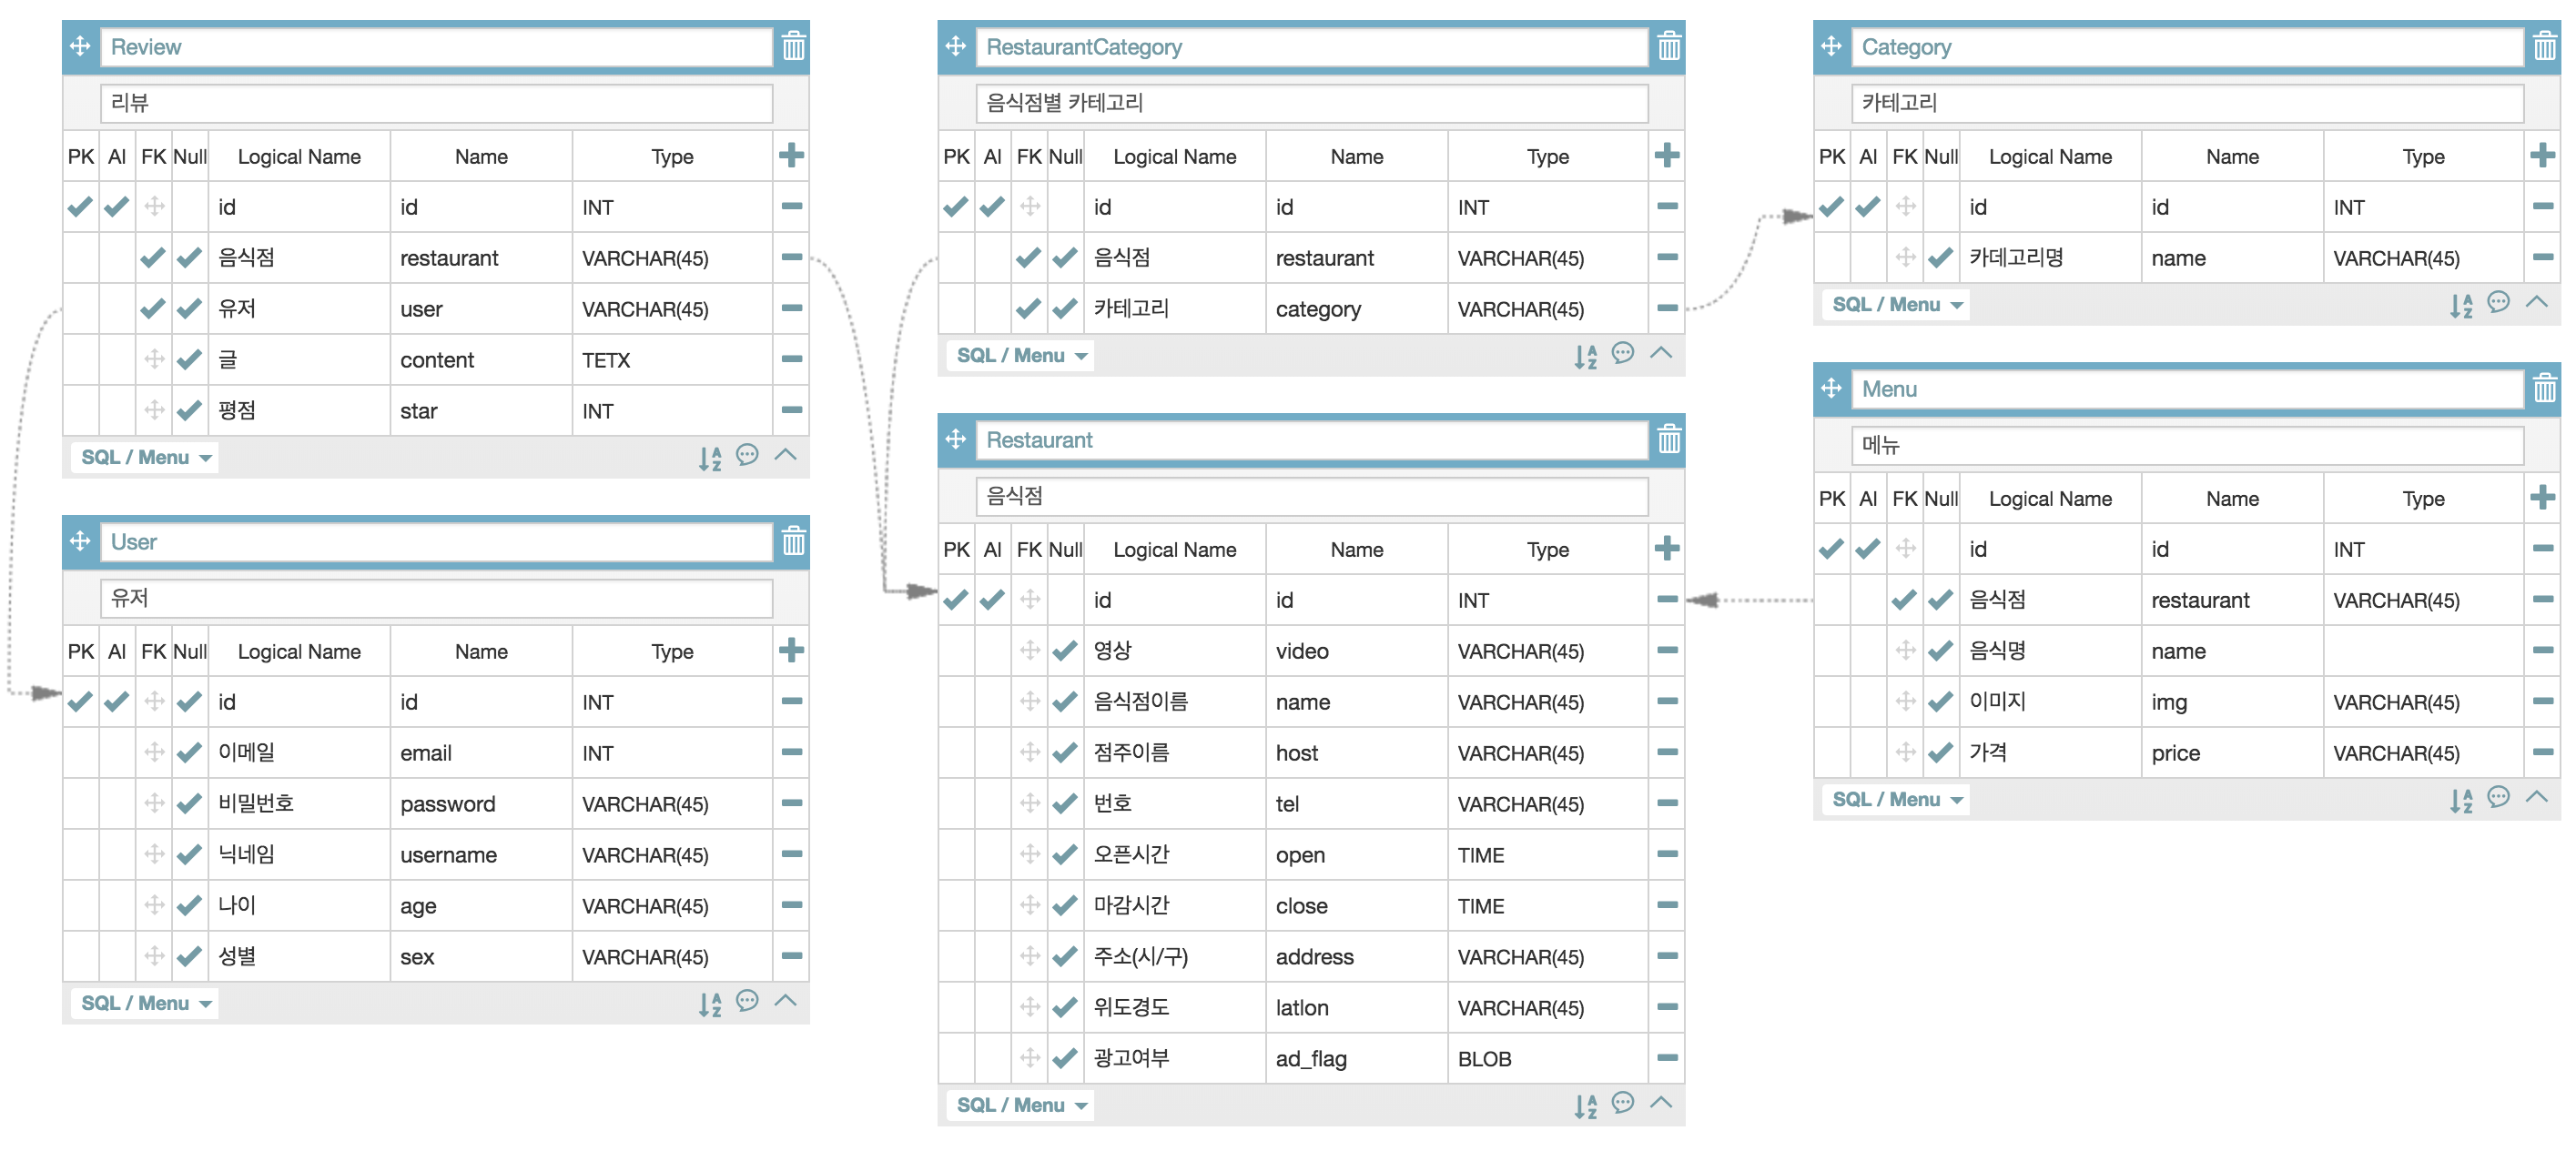 Review
리뷰
PK AI FK Null Logical Name Name Type
id id INT
음식점 restaurant VARCHAR(45)
유저 user VARCHAR(45)
글 content TETX
평점 star INT
SQL / Menu
User
유저
PK AI FK Null Logical Name Name Type
id id INT
이메일 email INT
비밀번호 password VARCHAR(45)
닉네임 username VARCHAR(45)
나이 age VARCHAR(45)
성별 sex VARCHAR(45)
SQL / Menu
RestaurantCategory
음식점별 카테고리
PK AI FK Null Logical Name Name Type
id id INT
음식점 restaurant VARCHAR(45)
카테고리 category VARCHAR(45)
SQL / Menu
Restaurant
음식점
PK AI FK Null Logical Name Name Type
id id INT
영상 video VARCHAR(45)
음식점이름 name VARCHAR(45)
점주이름 host VARCHAR(45)
번호 tel VARCHAR(45)
오픈시간 open TIME
마감시간 close TIME
주소(시/구) address VARCHAR(45)
위도경도 latlon VARCHAR(45)
광고여부 ad_flag BLOB
SQL / Menu
Category
카테고리
PK AI FK Null Logical Name Name Type
id id INT
카데고리명 name VARCHAR(45)
SQL / Menu
Menu
메뉴
PK AI FK Null Logical Name Name Type
id id INT
음식점 restaurant VARCHAR(45)
음식명 name
이미지 img VARCHAR(45)
가격 price VARCHAR(45)
SQL / Menu